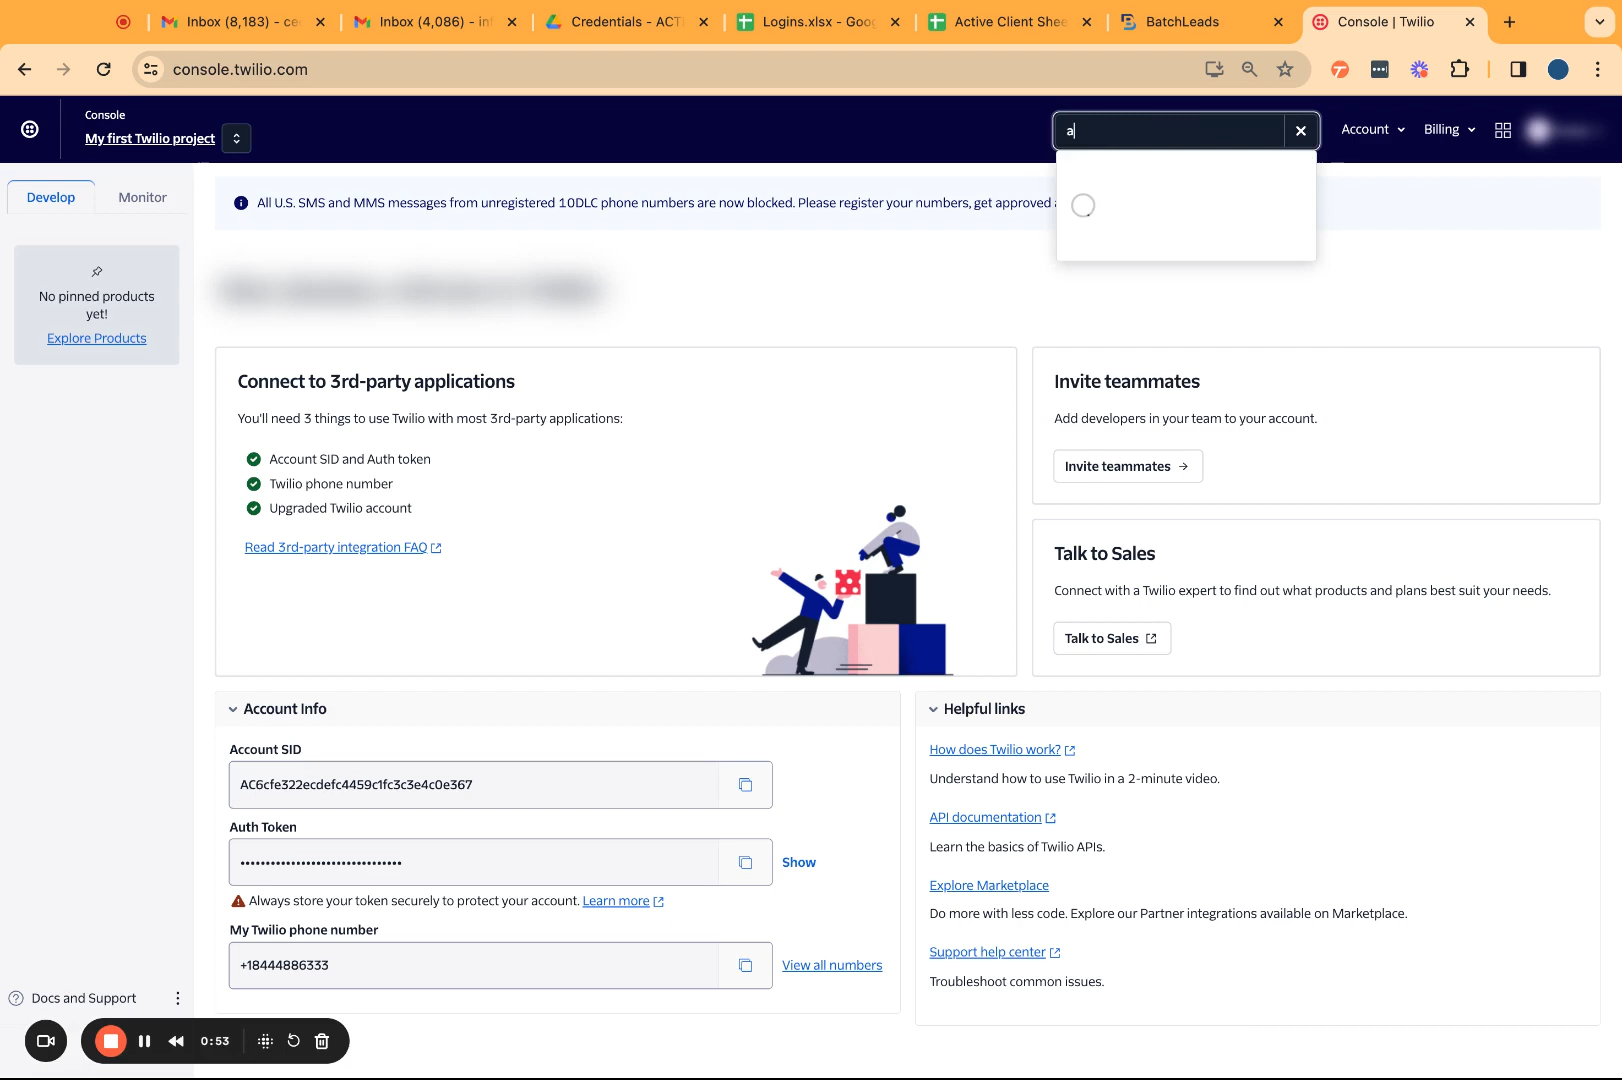 Inbox (8,183) - ce
Inbox (4,086) - in
Credentials - ACT
Logins.xlsx - Goo
Active Client Shee
BatchLeads
Console | Twilio
console.twilio.com
Console
My first Twilio project
a
Account
Billing
Develop
Monitor
All U.S. SMS and MMS messages from unregistered 10DLC phone numbers are now blocked. Please register your numbers, get approved a
No pinned products
yet!
Explore Products
Connect to 3rd-party applications
You'll need 3 things to use Twilio with most 3rd-party applications:
Account SID and Auth token
Twilio phone number
Upgraded Twilio account
Read 3rd-party integration FAQ
Invite teammates
Add developers in your team to your account.
Invite teammates →
Talk to Sales
Connect with a Twilio expert to find out what products and plans best suit your needs.
Talk to Sales
Account Info
Account SID
AC6cfe322ecdefc4459c1fc3c3e4c0e367
Auth Token
••••••••••••••••••••••••••••••••
Show
Always store your token securely to protect your account. Learn more
My Twilio phone number
+18444886333
View all numbers
Helpful links
How does Twilio work?
Understand how to use Twilio in a 2-minute video.
API documentation
Learn the basics of Twilio APIs.
Explore Marketplace
Do more with less code. Explore our Partner integrations available on Marketplace.
Support help center
Troubleshoot common issues.
Docs and Support
0:53